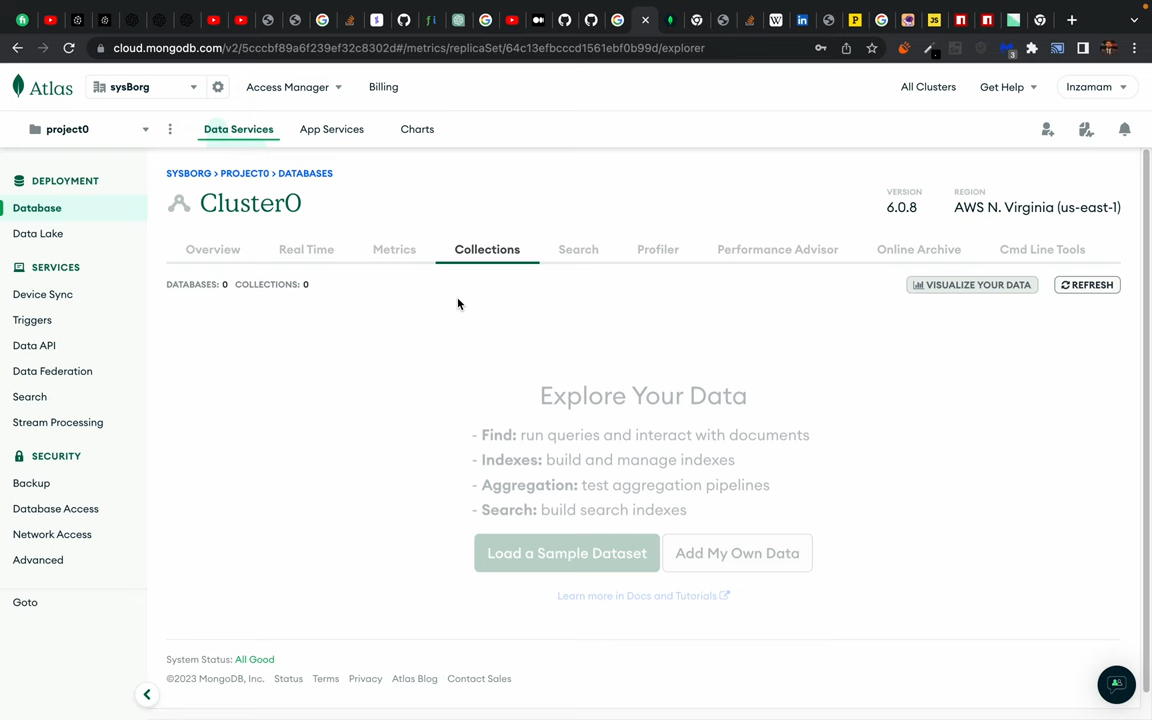 cloud.mongodb.com/v2/5cccbf89a6f239ef32c8302d#/metrics/replicaSet/64c13efbcccd1561ebf0b99d/explorer
3
Atlas
sysBorg
Access Manager
Billing
All Clusters
Get Help
Inzamam
project0
Data Services
App Services
Charts
DEPLOYMENT
Database
Data Lake
SERVICES
Device Sync
Triggers
Data API
Data Federation
Search
Stream Processing
SECURITY
Backup
Database Access
Network Access
Advanced
Goto
SYSBORG > PROJECT0 > DATABASES
Cluster0
VERSION
6.0.8
REGION
AWS N. Virginia (us-east-1)
Overview
Real Time
Metrics
Collections
Search
Profiler
Performance Advisor
Online Archive
Cmd Line Tools
DATABASES: 0 COLLECTIONS: 0
VISUALIZE YOUR DATA
REFRESH
Explore Your Data
- Find: run queries and interact with documents
- Indexes: build and manage indexes
- Aggregation: test aggregation pipelines
- Search: build search indexes
Load a Sample Dataset
Add My Own Data
Learn more in Docs and Tutorials
System Status: All Good
©2023 MongoDB, Inc. Status Terms Privacy Atlas Blog Contact Sales